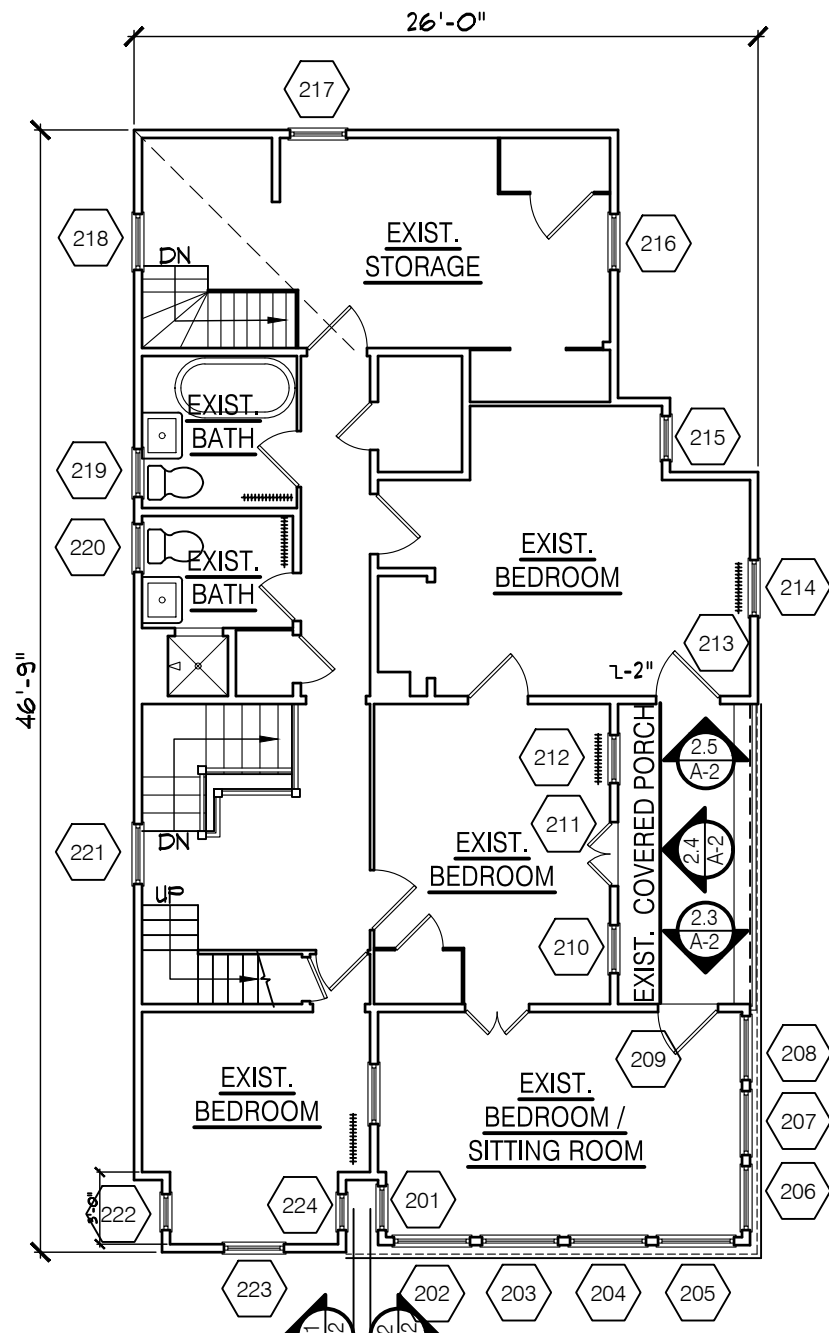 26'-0"
217
218
DN
EXIST.
STORAGE
216
EXIST.
BATH
215
219
220
EXIST.
BATH
EXIST.
BEDROOM
214
213
46'-9"
2-2"
212
2.5
A-2
211
221
DN
EXIST.
BEDROOM
EXIST. COVERED PORCH
2.4
A-2
UP
210
2.3
A-2
209
208
EXIST.
BEDROOM
EXIST.
BEDROOM /
SITTING ROOM
207
206
222
3'-0"
224
201
223
202
203
204
205